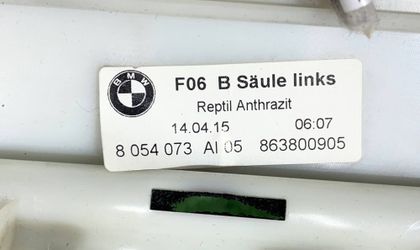 BMW
F06 B Säule links
Reptil Anthrazit
14.04.15 06:07
8 054 073 AI 05 863800905